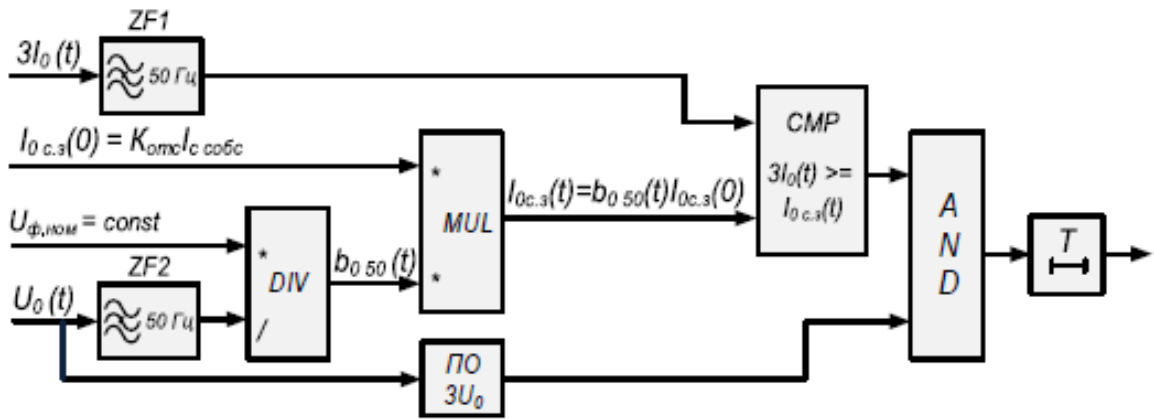 ZF1
3I₀(t)
50 Гц
I₀ с.з(0) = KотсIс собс
Uф,ном = const
ZF2
U₀(t)
50 Гц
*
DIV
/
b₀ ₅₀(t)
*
MUL
*
I₀с.з(t)=b₀ ₅₀(t)I₀с.з(0)
ПО
3U₀
CMP
3I₀(t) >=
I₀ с.з(t)
A
N
D
T